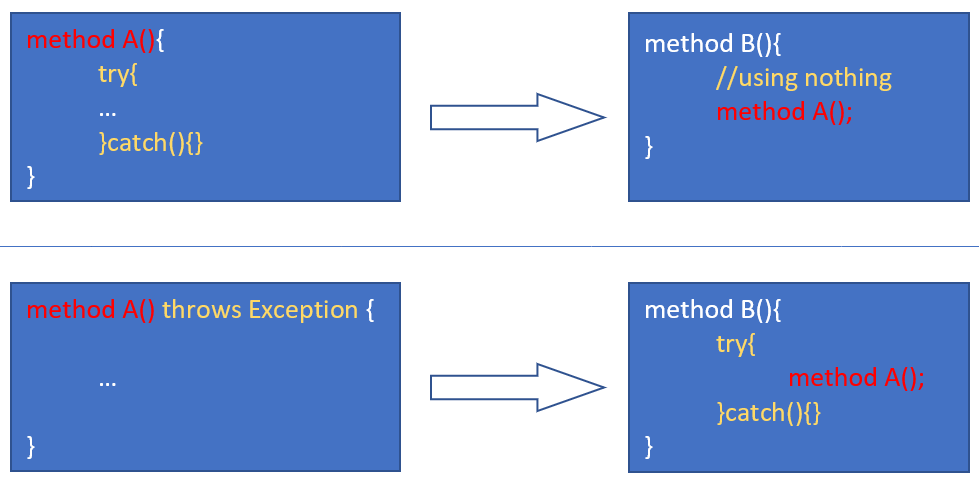 method A(){
try{
...
}catch(){}
}
method B(){
//using nothing
method A();
}
method A() throws Exception {
...
}
method B(){
try{
method A();
}catch(){}
}